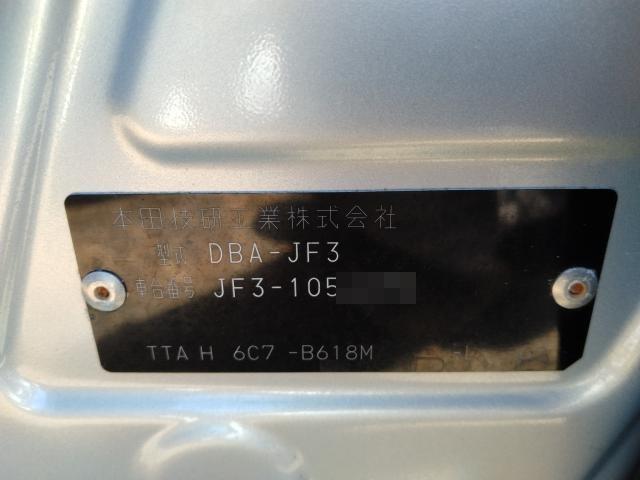 本田技研工業株式会社
型式 DBA-JF3
車台番号 JF3-105
TTA H 6C7 -B618M